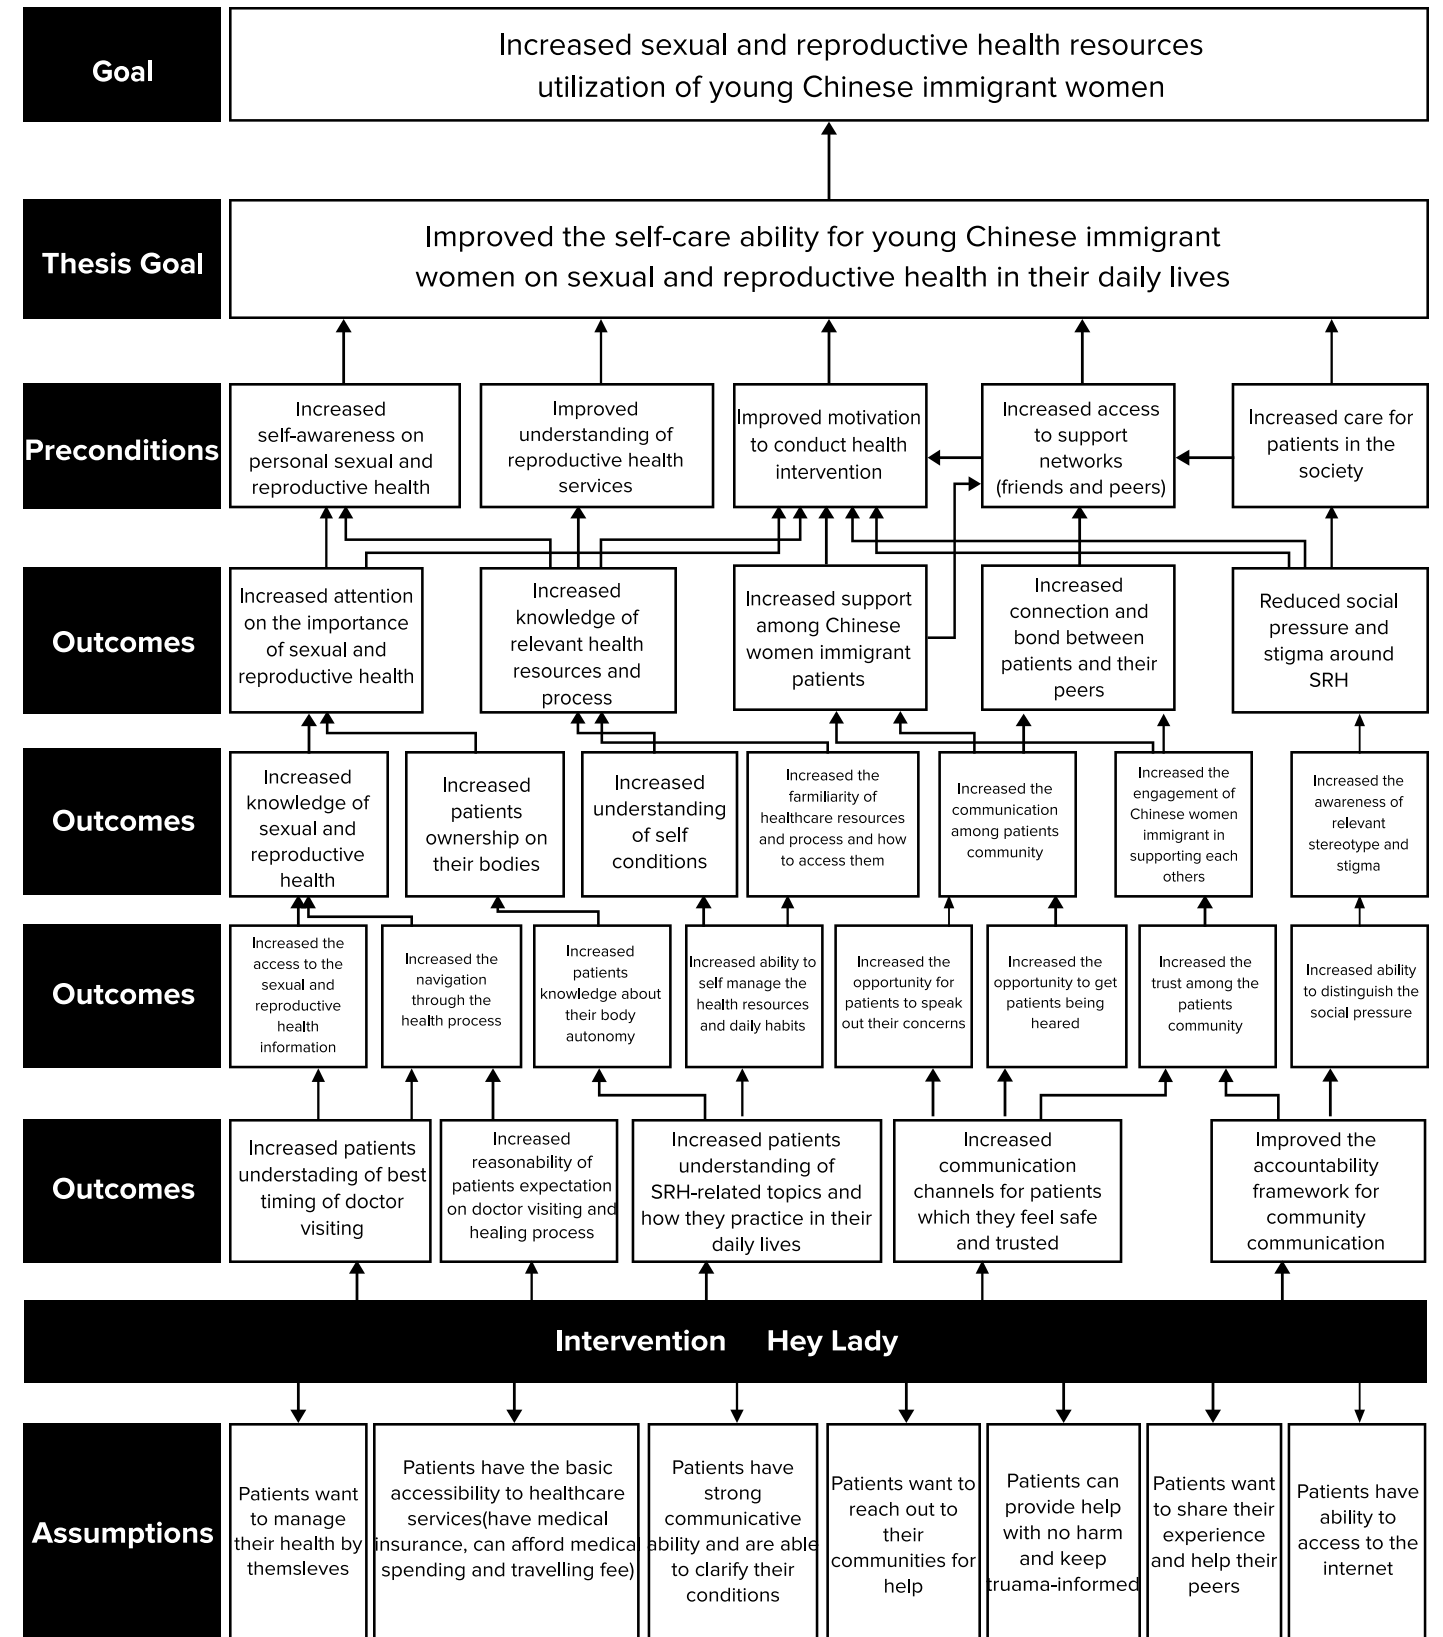 Goal
Increased sexual and reproductive health resources
utilization of young Chinese immigrant women
Thesis Goal
Improved the self-care ability for young Chinese immigrant
women on sexual and reproductive health in their daily lives
Preconditions
Increased
self-awareness on
personal sexual and
reproductive health
Improved
understanding of
reproductive health
services
Improved motivation
to conduct health
intervention
Increased access
to support
networks
(friends and peers)
Increased care for
patients in the
society
Outcomes
Increased attention
on the importance
of sexual and
reproductive health
Increased
knowledge of
relevant health
resources and
process
Increased support
among Chinese
women immigrant
patients
Increased
connection and
bond between
patients and their
peers
Reduced social
pressure and
stigma around
SRH
Outcomes
Increased
knowledge of
sexual and
reproductive
health
Increased
patients
ownership on
their bodies
Increased
understanding
of self
conditions
Increased the
farmiliarity of
healthcare resources
and process and how
to access them
Increased the
communication
among patients
community
Increased the
engagement of
Chinese women
immigrant in
supporting each
others
Increased the
awareness of
relevant
stereotype and
stigma
Outcomes
Increased the
access to the
sexual and
reproductive
health
information
Increased the
navigation
through the
health process
Increased
patients
knowledge about
their body
autonomy
Increased ability to
self manage the
health resources
and daily habits
Increased the
opportunity for
patients to speak
out their concerns
Increased the
opportunity to get
patients being
heared
Increased the
trust among the
patients
community
Increased ability
to distinguish the
social pressure
Outcomes
Increased patients
understading of best
timing of doctor
visiting
Increased
reasonability of
patients expectation
on doctor visiting and
healing process
Increased patients
understanding of
SRH-related topics and
how they practice in their
daily lives
Increased
communication
channels for patients
which they feel safe
and trusted
Improved the
accountability
framework for
community
communication
Intervention Hey Lady
Assumptions
Patients want
to manage
their health by
themsleves
Patients have the basic
accessibility to healthcare
services(have medical
insurance, can afford medical
spending and travelling fee)
Patients have
strong
communicative
ability and are able
to clarify their
conditions
Patients want to
reach out to
their
communities for
help
Patients can
provide help
with no harm
and keep
truama-informed
Patients want
to share their
experience
and help their
peers
Patients have
ability to
access to the
internet